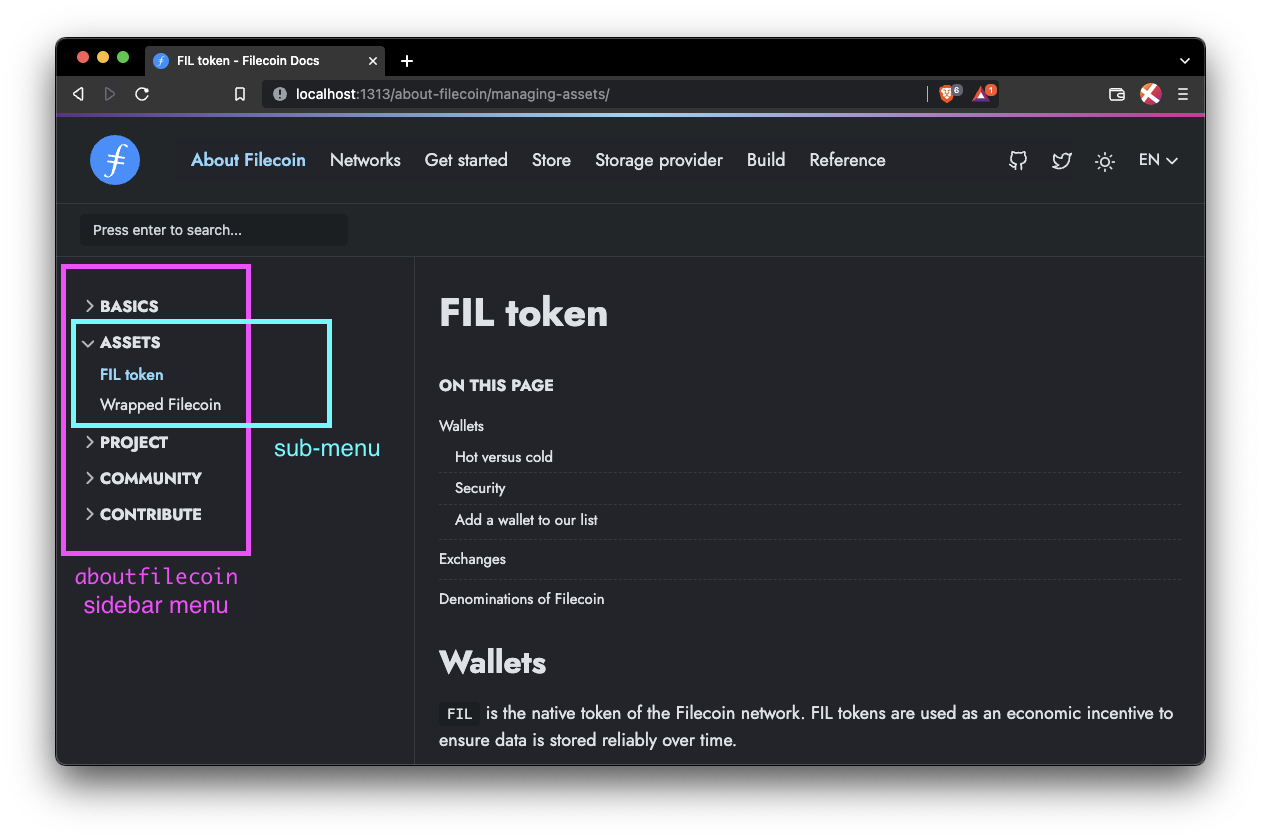 FIL token - Filecoin Docs
localhost:1313/about-filecoin/managing-assets/
6
1
About Filecoin Networks Get started Store Storage provider Build Reference EN
Press enter to search...
BASICS
ASSETS
FIL token
Wrapped Filecoin
PROJECT
COMMUNITY
CONTRIBUTE
sub-menu
aboutfilecoin
sidebar menu
FIL token
ON THIS PAGE
Wallets
Hot versus cold
Security
Add a wallet to our list
Exchanges
Denominations of Filecoin
Wallets
FIL is the native token of the Filecoin network. FIL tokens are used as an economic incentive to
ensure data is stored reliably over time.